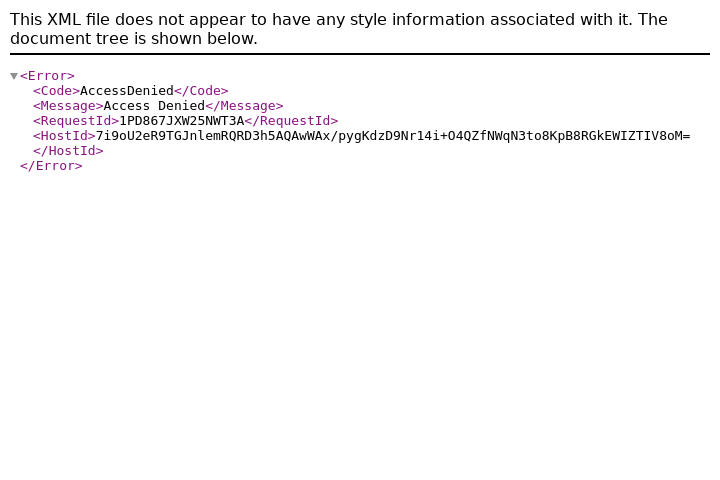 This XML file does not appear to have any style information associated with it. The
document tree is shown below.
<Error>
<Code>AccessDenied</Code>
<Message>Access Denied</Message>
<RequestId>1PD867JXW25NWT3A</RequestId>
<HostId>7i9oU2eR9TGJnlemRQRD3h5AQAwWAx/pygKdzD9Nr14i+O4QZfNWqN3to8KpB8RGkEWIZTIV8oM=
</HostId>
</Error>